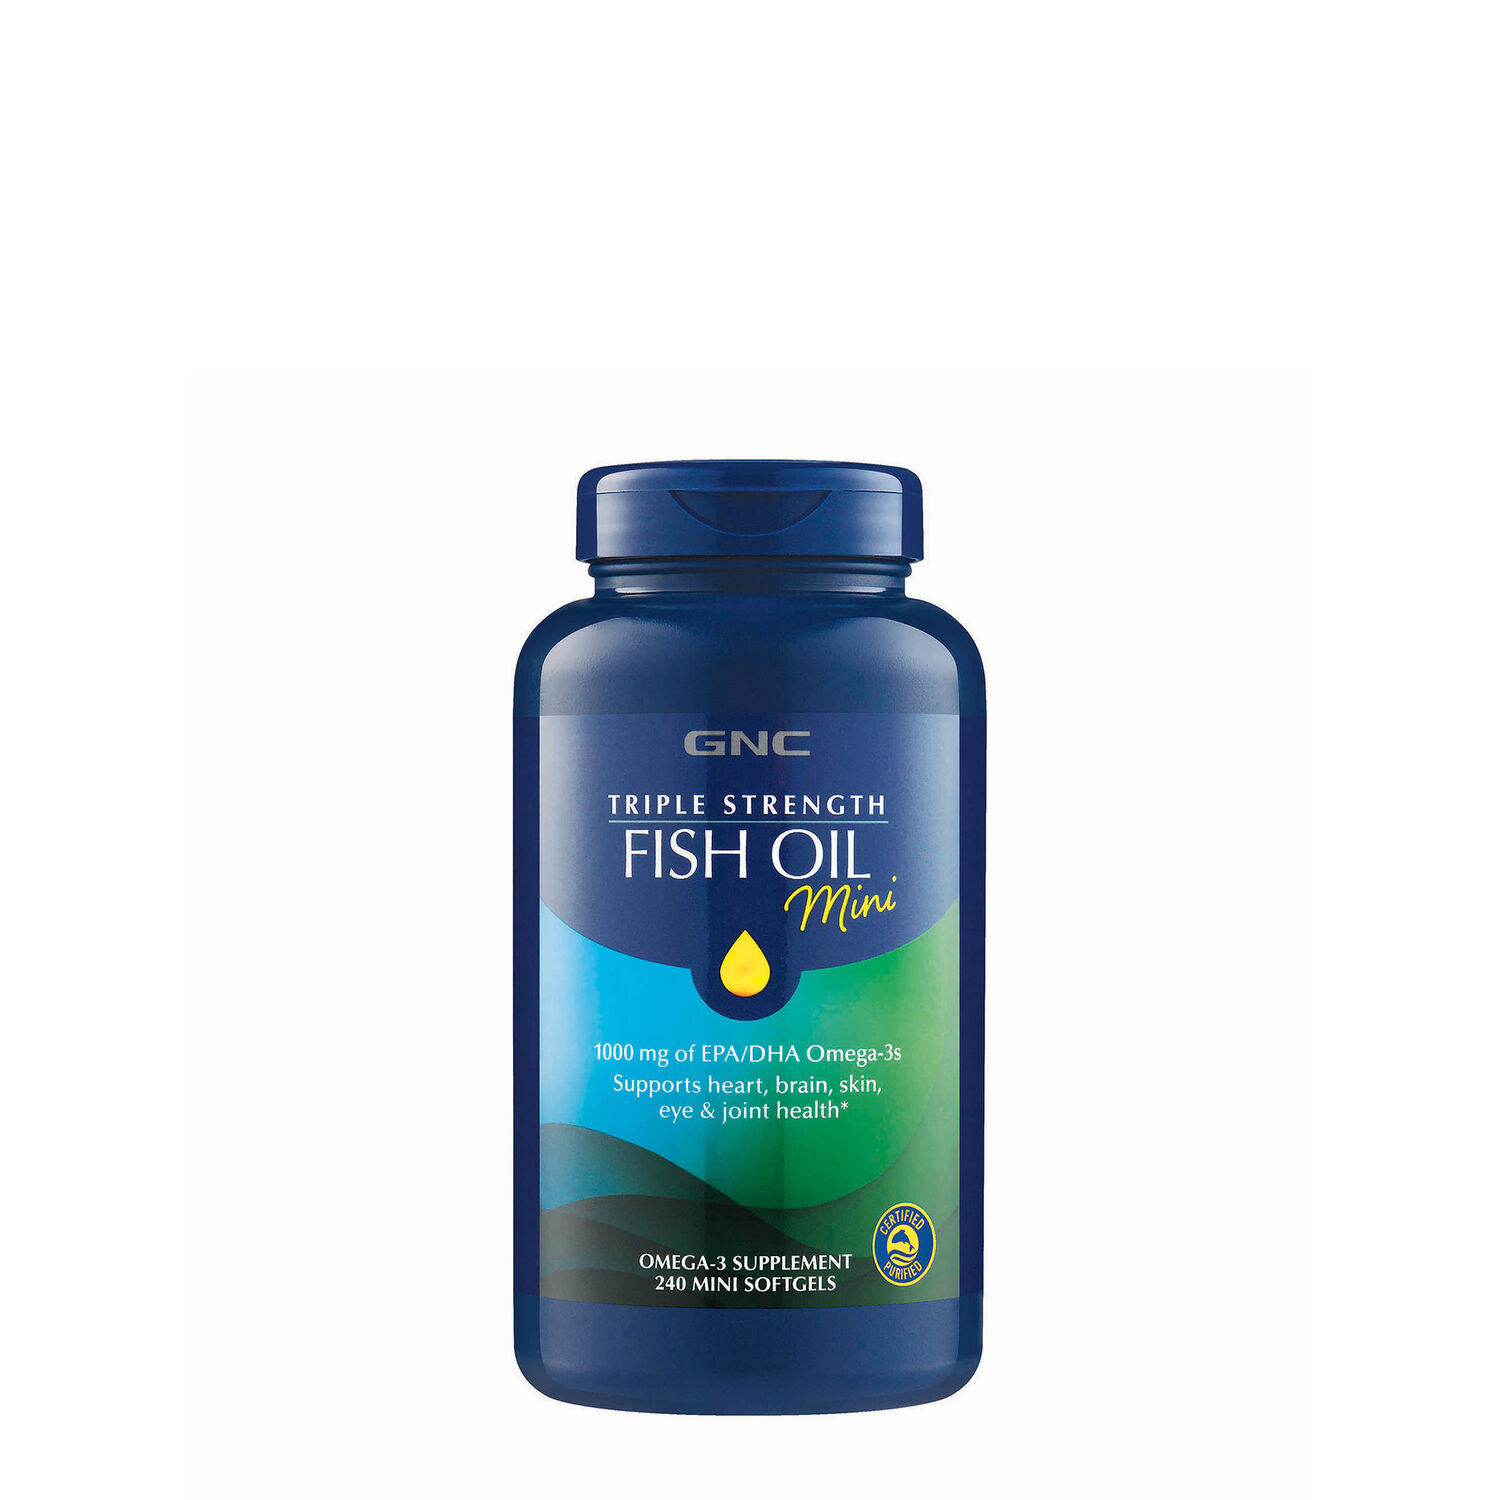 GNC
TRIPLE STRENGTH
FISH OIL
Mini
1000 mg of EPA/DHA Omega-3s
Supports heart, brain, skin,
eye & joint health*
CERTIFIED
PURIFIED
OMEGA-3 SUPPLEMENT
240 MINI SOFTGELS